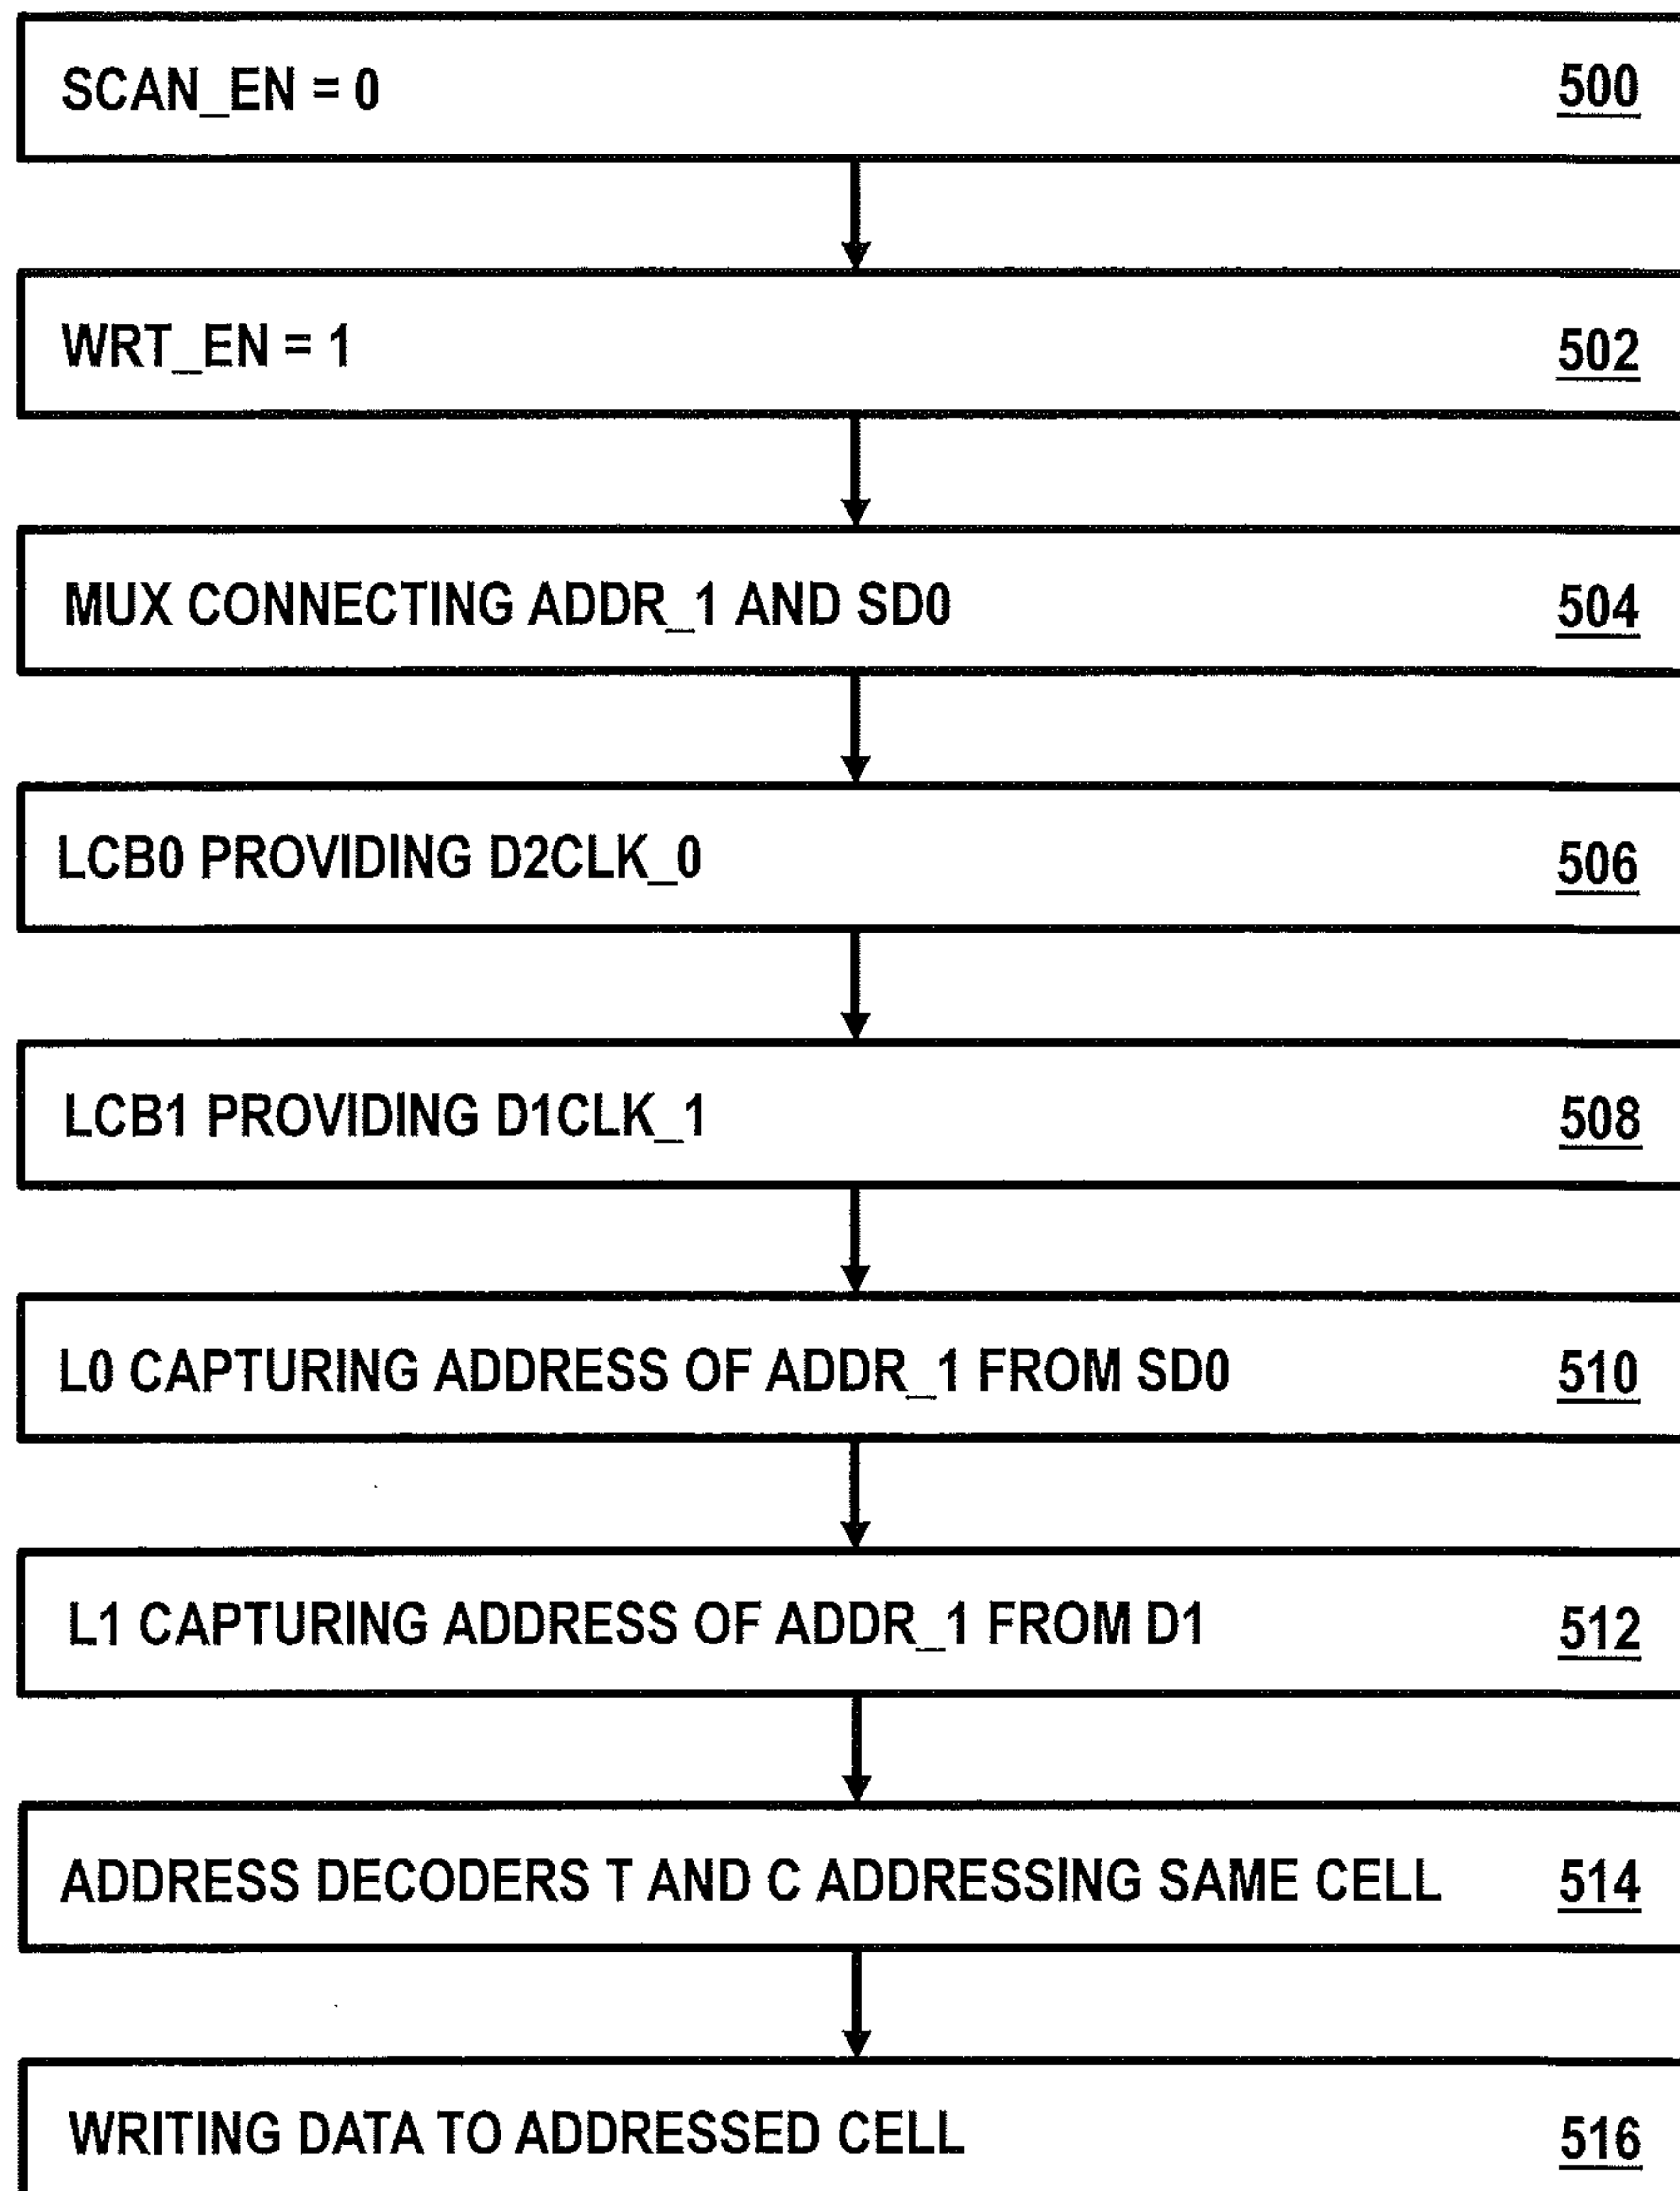 SCAN_EN = 0 500
WRT_EN = 1 502
MUX CONNECTING ADDR_1 AND SD0 504
LCB0 PROVIDING D2CLK_0 506
LCB1 PROVIDING D1CLK_1 508
L0 CAPTURING ADDRESS OF ADDR_1 FROM SD0 510
L1 CAPTURING ADDRESS OF ADDR_1 FROM D1 512
ADDRESS DECODERS T AND C ADDRESSING SAME CELL 514
WRITING DATA TO ADDRESSED CELL 516